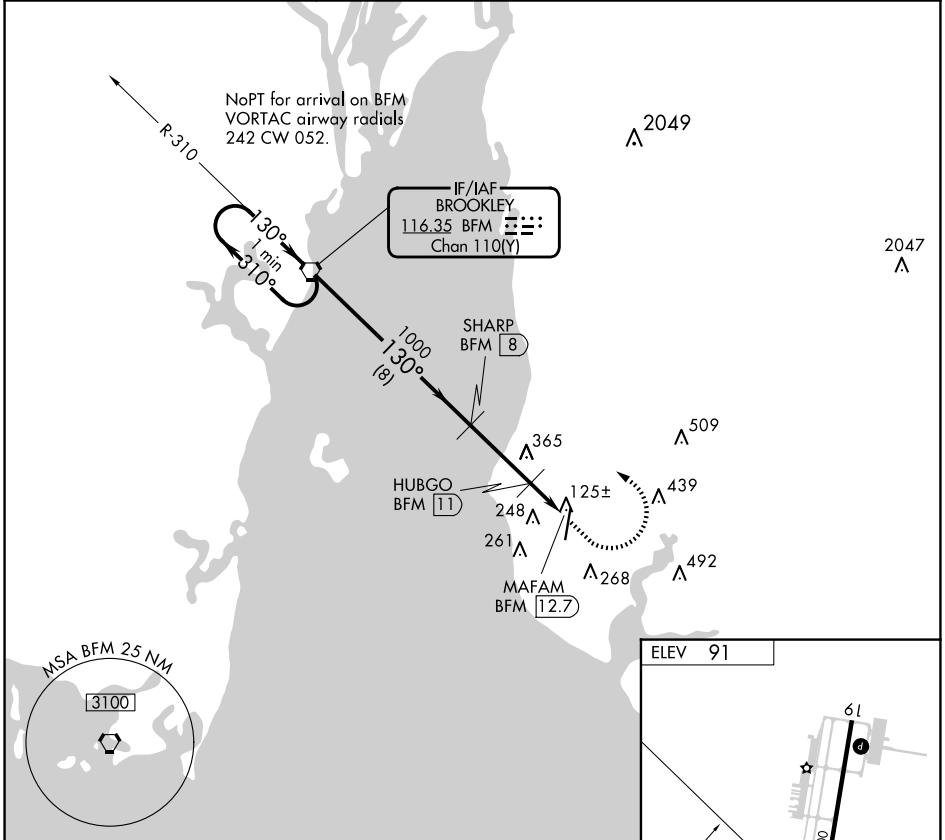 NoPT for arrival on BFM
VORTAC airway radials
242 CW 052.
R-310
2049
IF/IAF
BROOKLEY
116.35 BFM
Chan 110(Y)
130°
1 min
310°
2047
1000
130°
(8)
SHARP
BFM 8
365
509
HUBGO
BFM 11
125±
439
248
261
268
492
MAFAM
BFM 12.7
MSA BFM 25 NM
3100
ELEV 91
19
P